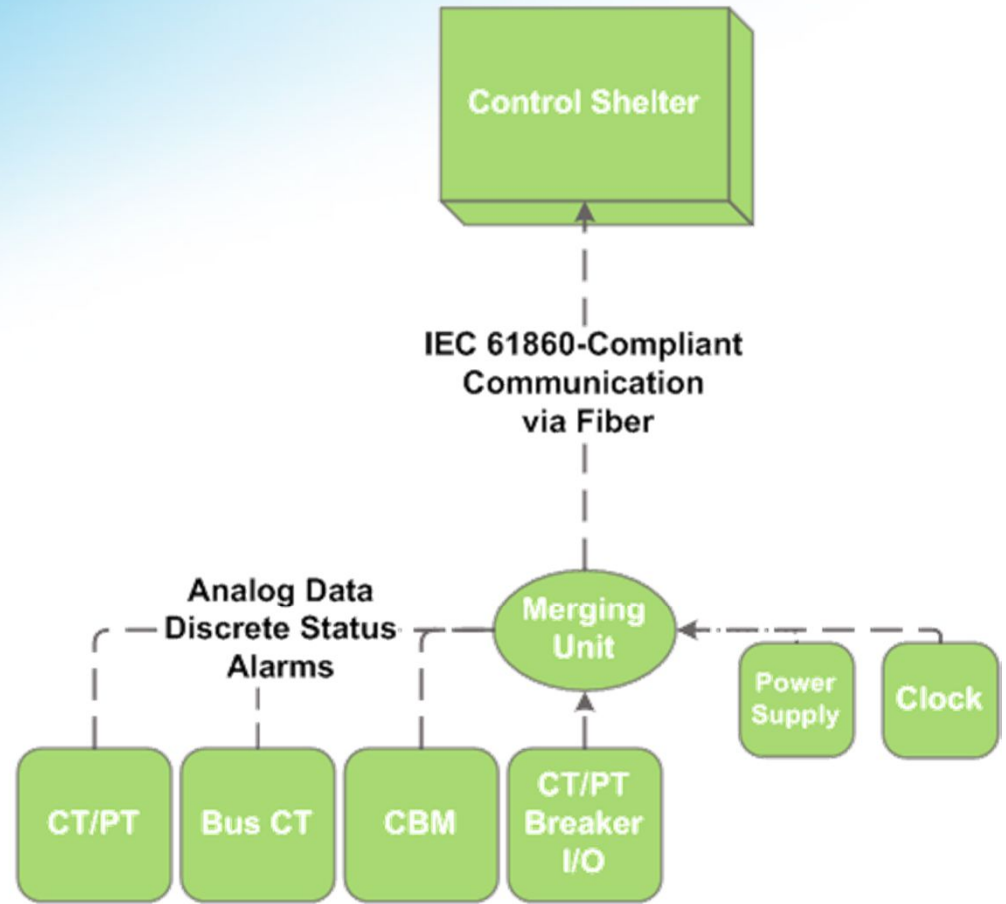 Control Shelter
IEC 61860-Compliant
Communication
via Fiber
Analog Data
Discrete Status
Alarms
Merging
Unit
Power
Supply
Clock
CT/PT
Bus CT
CBM
CT/PT
Breaker
I/O